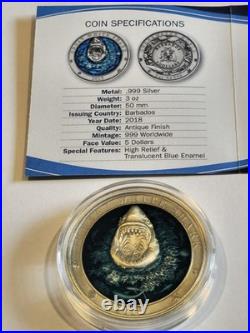 COIN SPECIFICATIONS
Metal: .999 Silver
Weight: 3 oz
Diameter: 50 mm
Issuing Country: Barbados
Year Date: 2018
Quality: Antique Finish
Mintage: 999 Worldwide
Face Value: 5 Dollars
Special Features: High Relief &
Translucent Blue Enamel